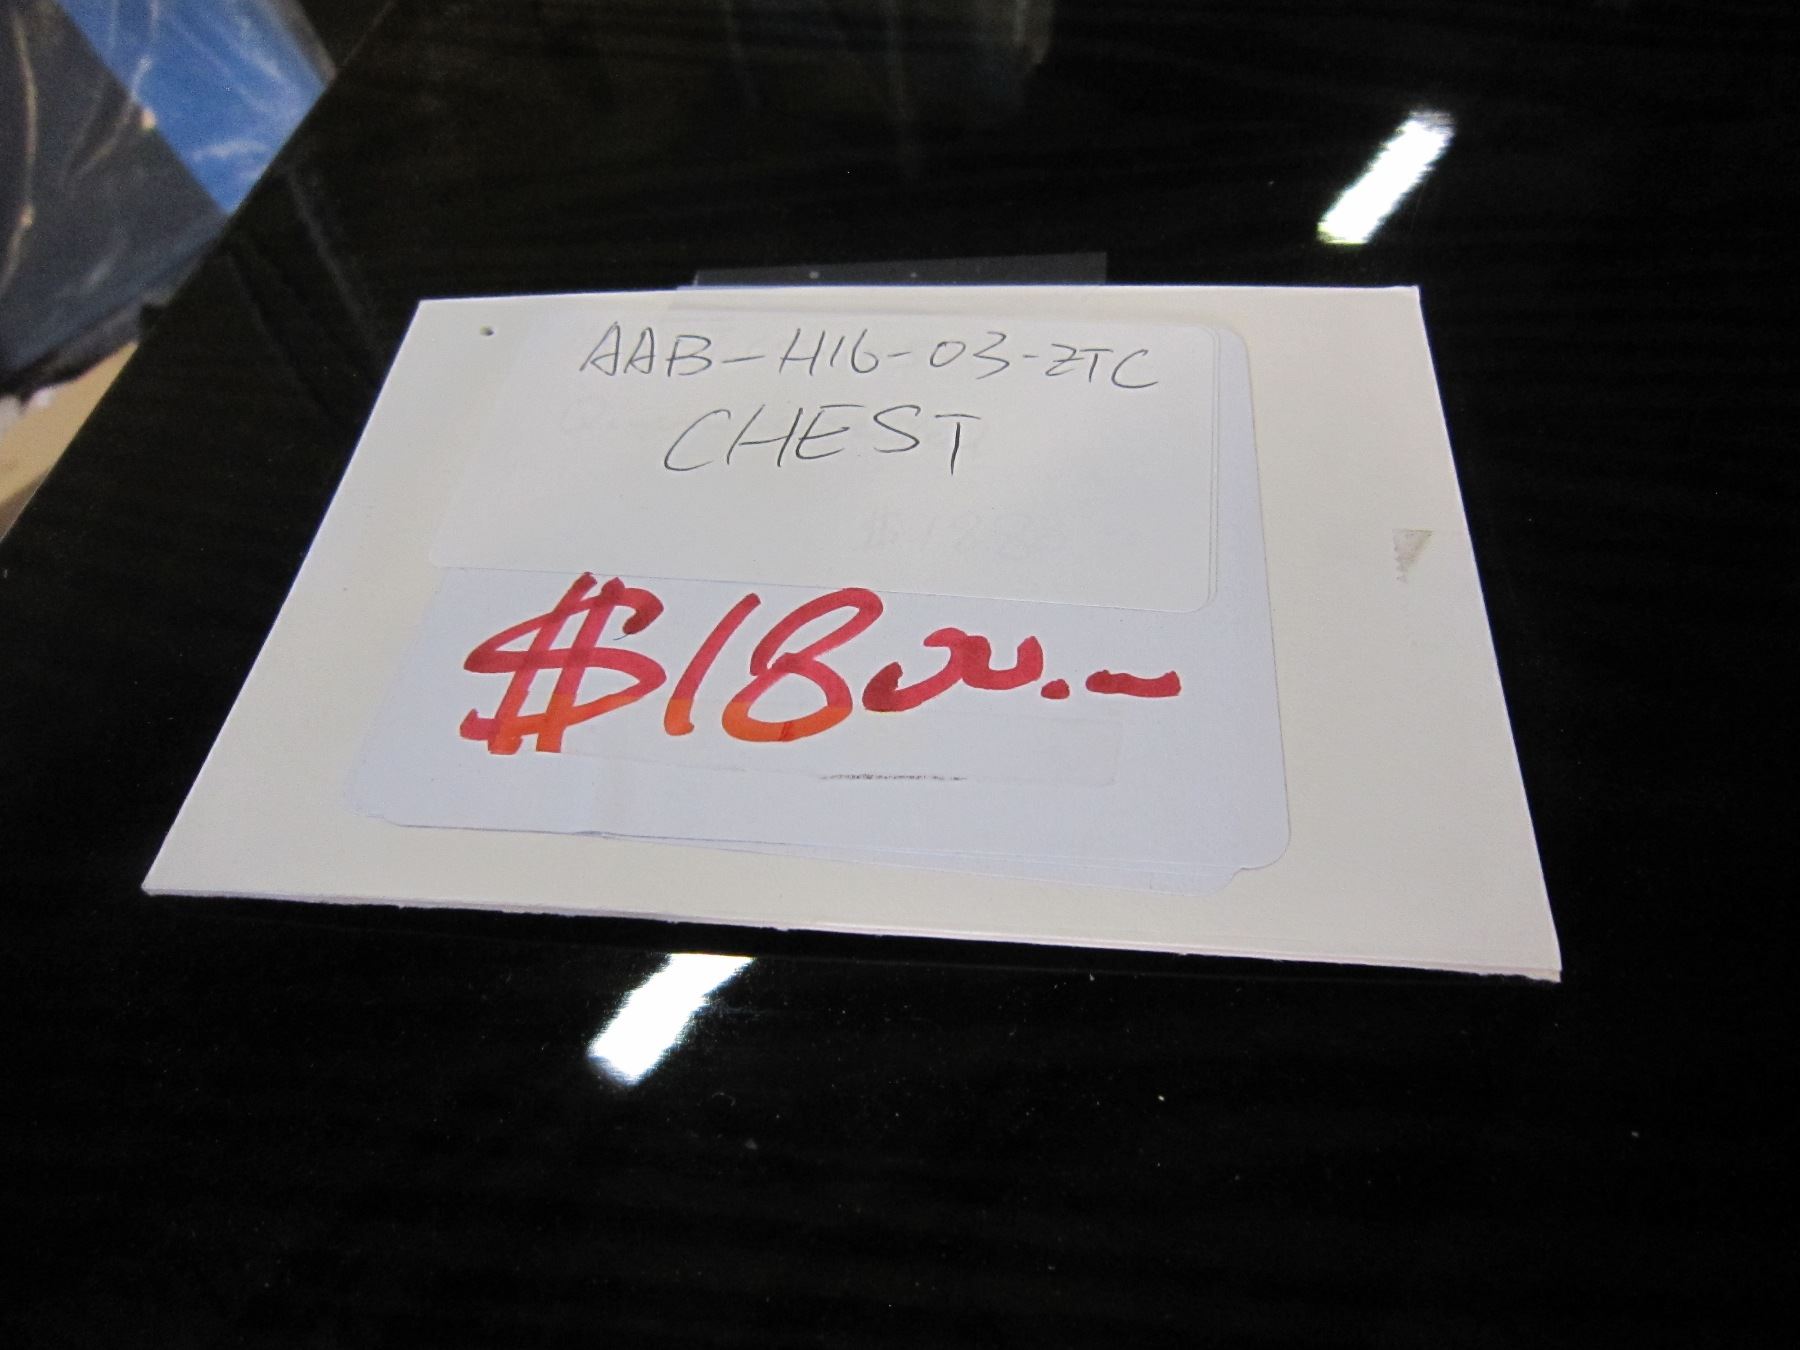 AAB-H16-03-ZTC
CHEST
$1800.-